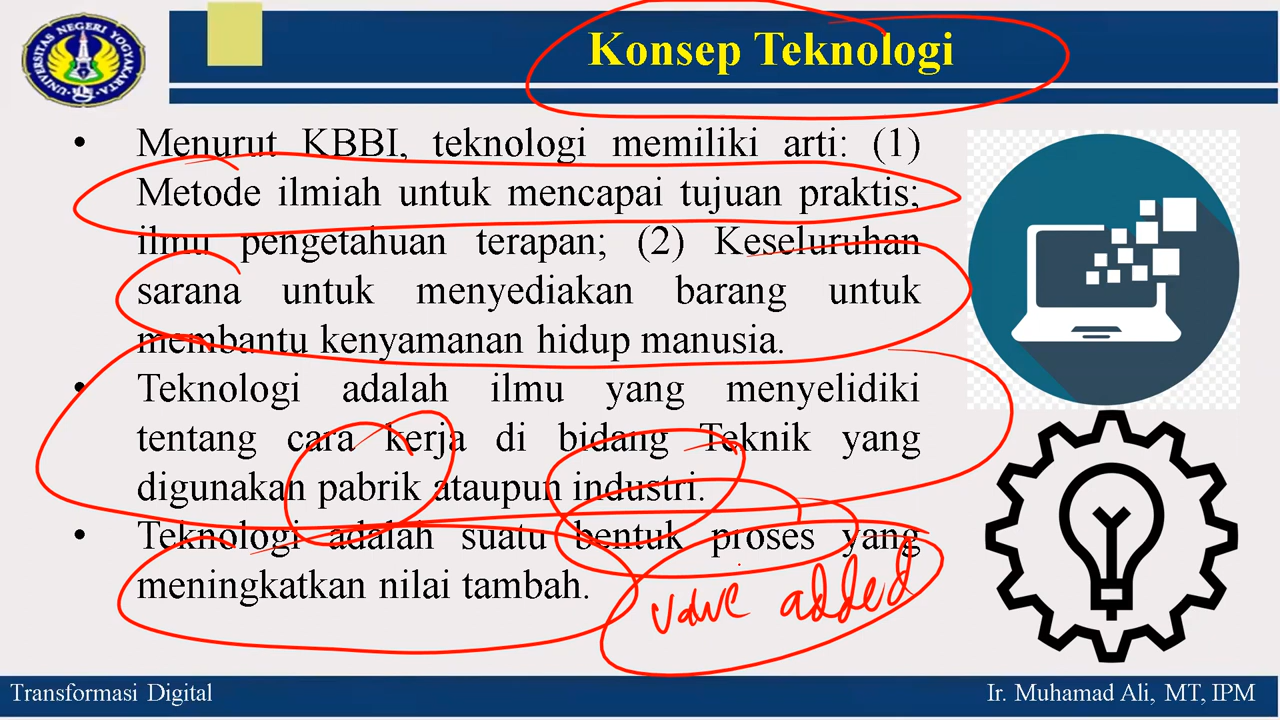 UNIVERSITAS NEGERI YOGYAKARTA
Konsep Teknologi
• Menurut KBBI, teknologi memiliki arti: (1)
Metode ilmiah untuk mencapai tujuan praktis;
ilmu pengetahuan terapan; (2) Keseluruhan
sarana untuk menyediakan barang untuk
membantu kenyamanan hidup manusia.
• Teknologi adalah ilmu yang menyelidiki
tentang cara kerja di bidang Teknik yang
digunakan pabrik ataupun industri.
• Teknologi adalah suatu bentuk proses yang
meningkatkan nilai tambah.
value added
Transformasi Digital
Ir. Muhamad Ali, MT, IPM